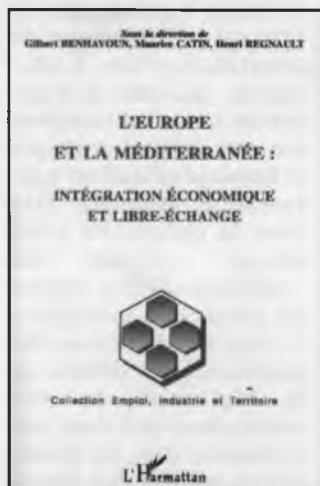 Sous la direction de
Gilbert BENHAYOUN, Maurice CATIN, Henri REGNAULT
L'EUROPE
ET LA MÉDITERRANÉE :
INTÉGRATION ÉCONOMIQUE
ET LIBRE-ÉCHANGE
Collection Emploi, Industrie et Territoire
L'Harmattan